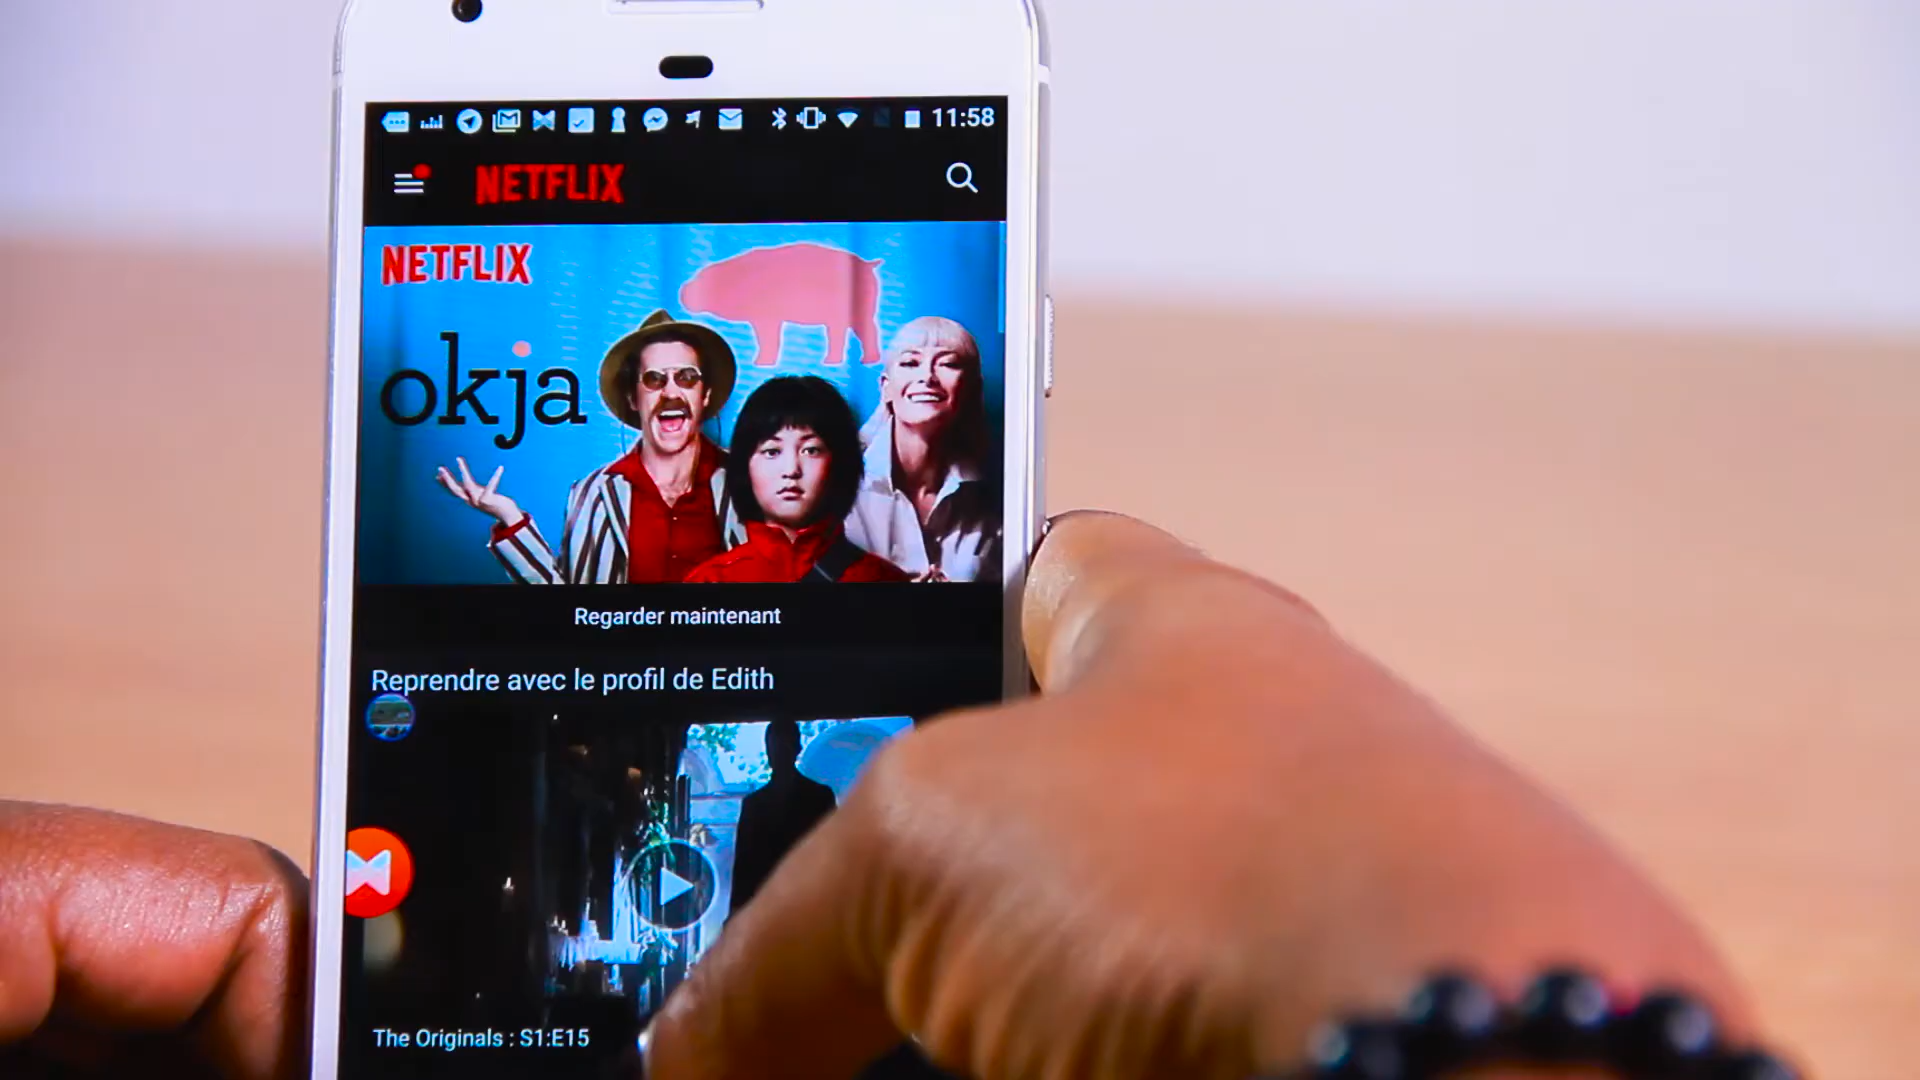 11:58
NETFLIX
NETFLIX
okja
Regarder maintenant
Reprendre avec le profil de Edith
The Originals : S1:E15